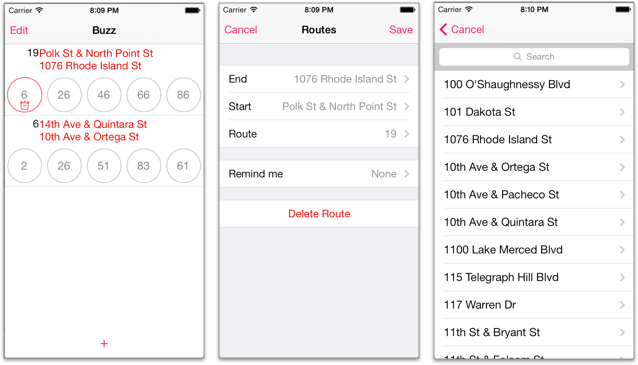 Carrier 8:09 PM
Edit Buzz
19 Polk St & North Point St
1076 Rhode Island St
6 26 46 66 86
6 14th Ave & Quintara St
10th Ave & Ortega St
2 26 51 83 61
+
Carrier 8:09 PM
Cancel Routes Save
End 1076 Rhode Island St
Start Polk St & North Point St
Route 19
Remind me None
Delete Route
Carrier 8:10 PM
Cancel
Search
100 O'Shaughnessy Blvd
101 Dakota St
1076 Rhode Island St
10th Ave & Ortega St
10th Ave & Pacheco St
10th Ave & Quintara St
1100 Lake Merced Blvd
115 Telegraph Hill Blvd
117 Warren Dr
11th St & Bryant St
11th St & Folsom St